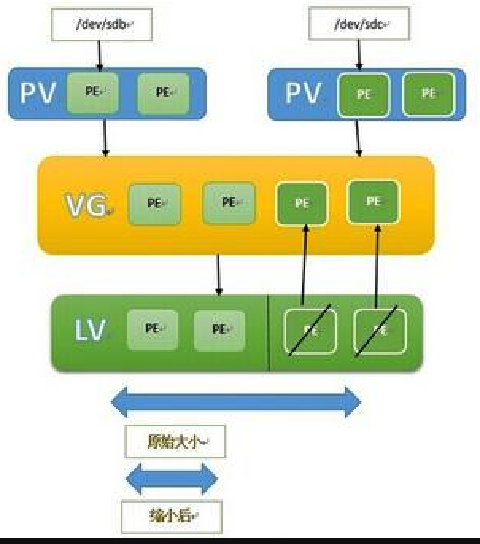 /dev/sdb
/dev/sdc
PV PE PE
PV PE PE
VG PE PE PE PE
LV PE PE PE PE
原始大小
缩小后